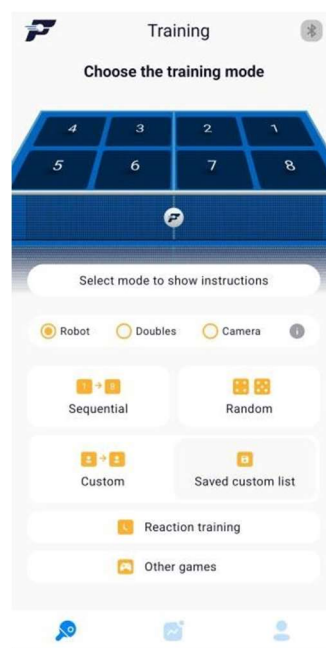 Training
Choose the training mode
4 3 2 1
5 6 7 8
Select mode to show instructions
Robot Doubles Camera
Sequential Random
Custom Saved custom list
Reaction training
Other games